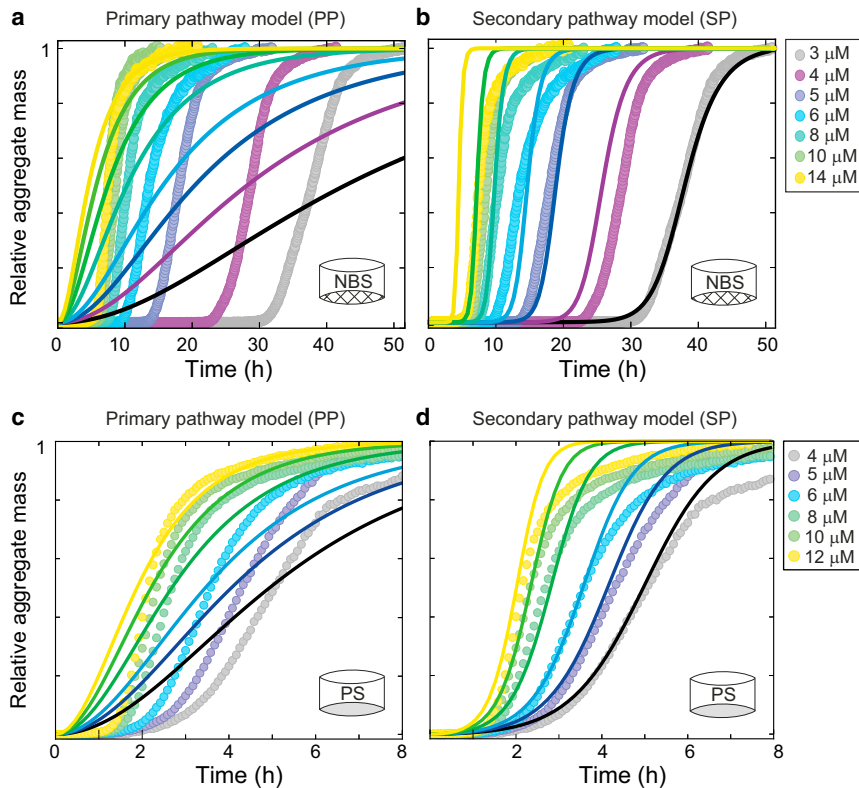 a
Primary pathway model (PP)
Relative aggregate mass
1
NBS
0 10 20 30 40 50
Time (h)
b
Secondary pathway model (SP)
1
NBS
0 10 20 30 40 50
Time (h)
3 μM
4 μM
5 μM
6 μM
8 μM
10 μM
14 μM
c
Primary pathway model (PP)
Relative aggregate mass
1
PS
0 2 4 6 8
Time (h)
d
Secondary pathway model (SP)
PS
2 4 6 8
Time (h)
4 μM
5 μM
6 μM
8 μM
10 μM
12 μM